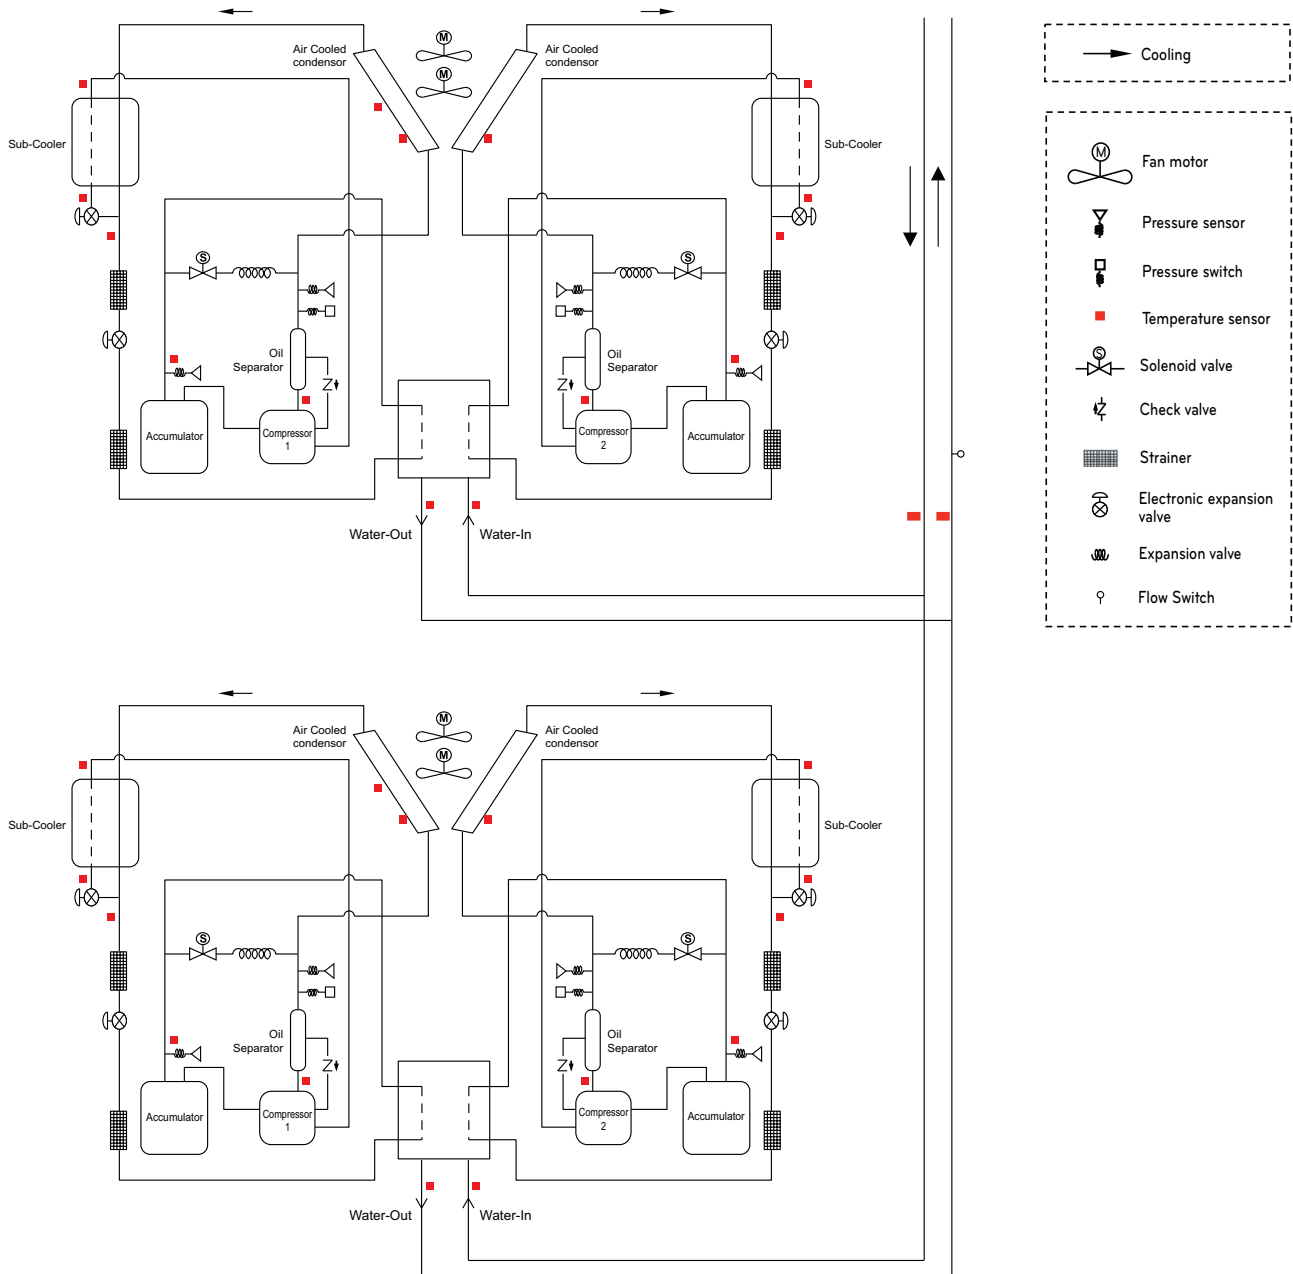 Air Cooled
condensor
M
M
Air Cooled
condensor
Sub-Cooler
Sub-Cooler
S
S
Oil
Separator
Oil
Separator
Accumulator
Compressor
1
Compressor
2
Accumulator
Water-Out
Water-In
Air Cooled
condensor
M
M
Air Cooled
condensor
Sub-Cooler
Sub-Cooler
S
S
Oil
Separator
Oil
Separator
Accumulator
Compressor
1
Compressor
2
Accumulator
Water-Out
Water-In
Cooling
M
Fan motor
Pressure sensor
Pressure switch
Temperature sensor
S
Solenoid valve
Check valve
Strainer
Electronic expansion
valve
Expansion valve
Flow Switch